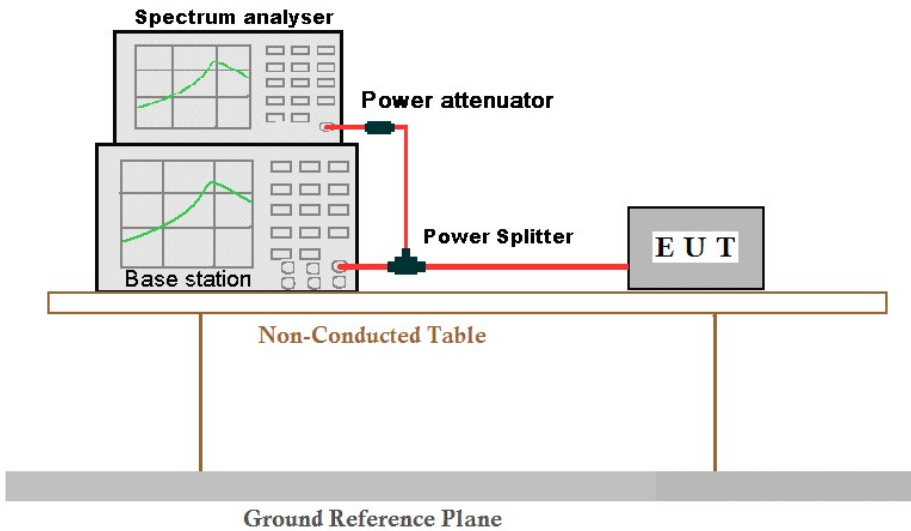 Spectrum analyser
Power attenuator
Power Splitter
E U T
Base station
Non-Conducted Table
Ground Reference Plane